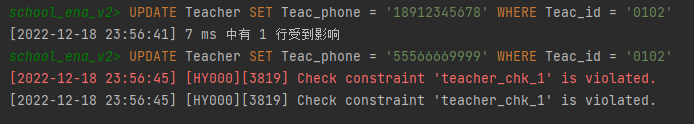 school_ena_v2> UPDATE Teacher SET Teac_phone = '18912345678' WHERE Teac_id = '0102'
[2022-12-18 23:56:41] 7 ms 中有 1 行受到影响
school_ena_v2> UPDATE Teacher SET Teac_phone = '55566669999' WHERE Teac_id = '0102'
[2022-12-18 23:56:45] [HY000][3819] Check constraint 'teacher_chk_1' is violated.
[2022-12-18 23:56:45] [HY000][3819] Check constraint 'teacher_chk_1' is violated.